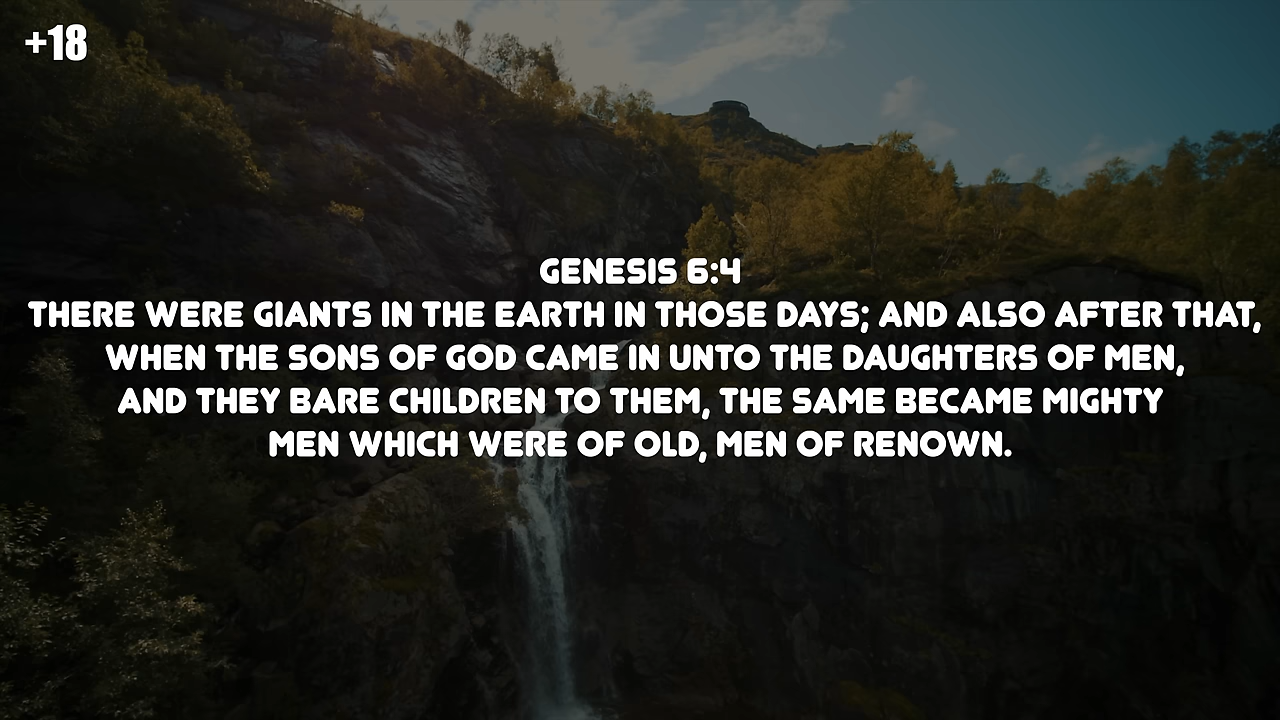 +18
GENESIS 6:4
THERE WERE GIANTS IN THE EARTH IN THOSE DAYS; AND ALSO AFTER THAT,
WHEN THE SONS OF GOD CAME IN UNTO THE DAUGHTERS OF MEN,
AND THEY BARE CHILDREN TO THEM, THE SAME BECAME MIGHTY
MEN WHICH WERE OF OLD, MEN OF RENOWN.